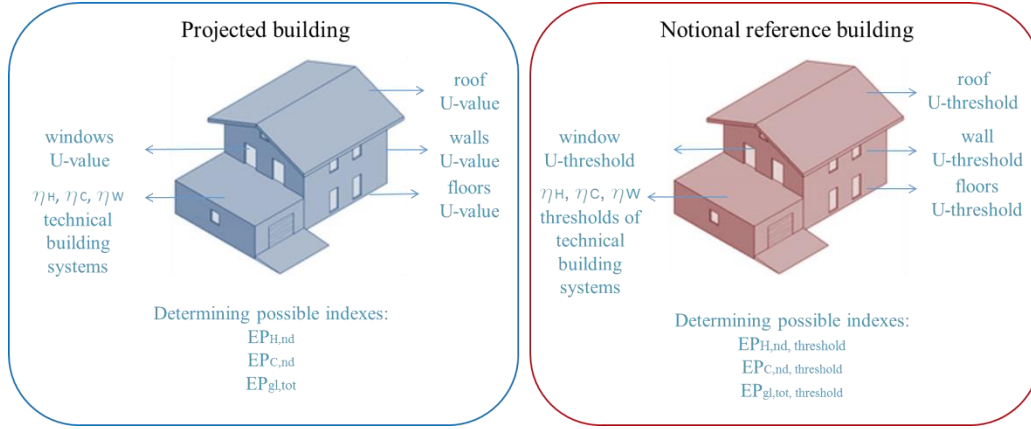 Projected building
roof
U-value
windows
U-value
walls
U-value
ηH, ηC, ηW
technical
building
systems
floors
U-value
Determining possible indexes:
EPH,nd
EPC,nd
EPgl,tot
Notional reference building
roof
U-threshold
window
U-threshold
wall
U-threshold
ηH, ηC, ηW
thresholds of
technical
building
systems
floors
U-threshold
Determining possible indexes:
EPH,nd, threshold
EPC,nd, threshold
EPgl,tot, threshold